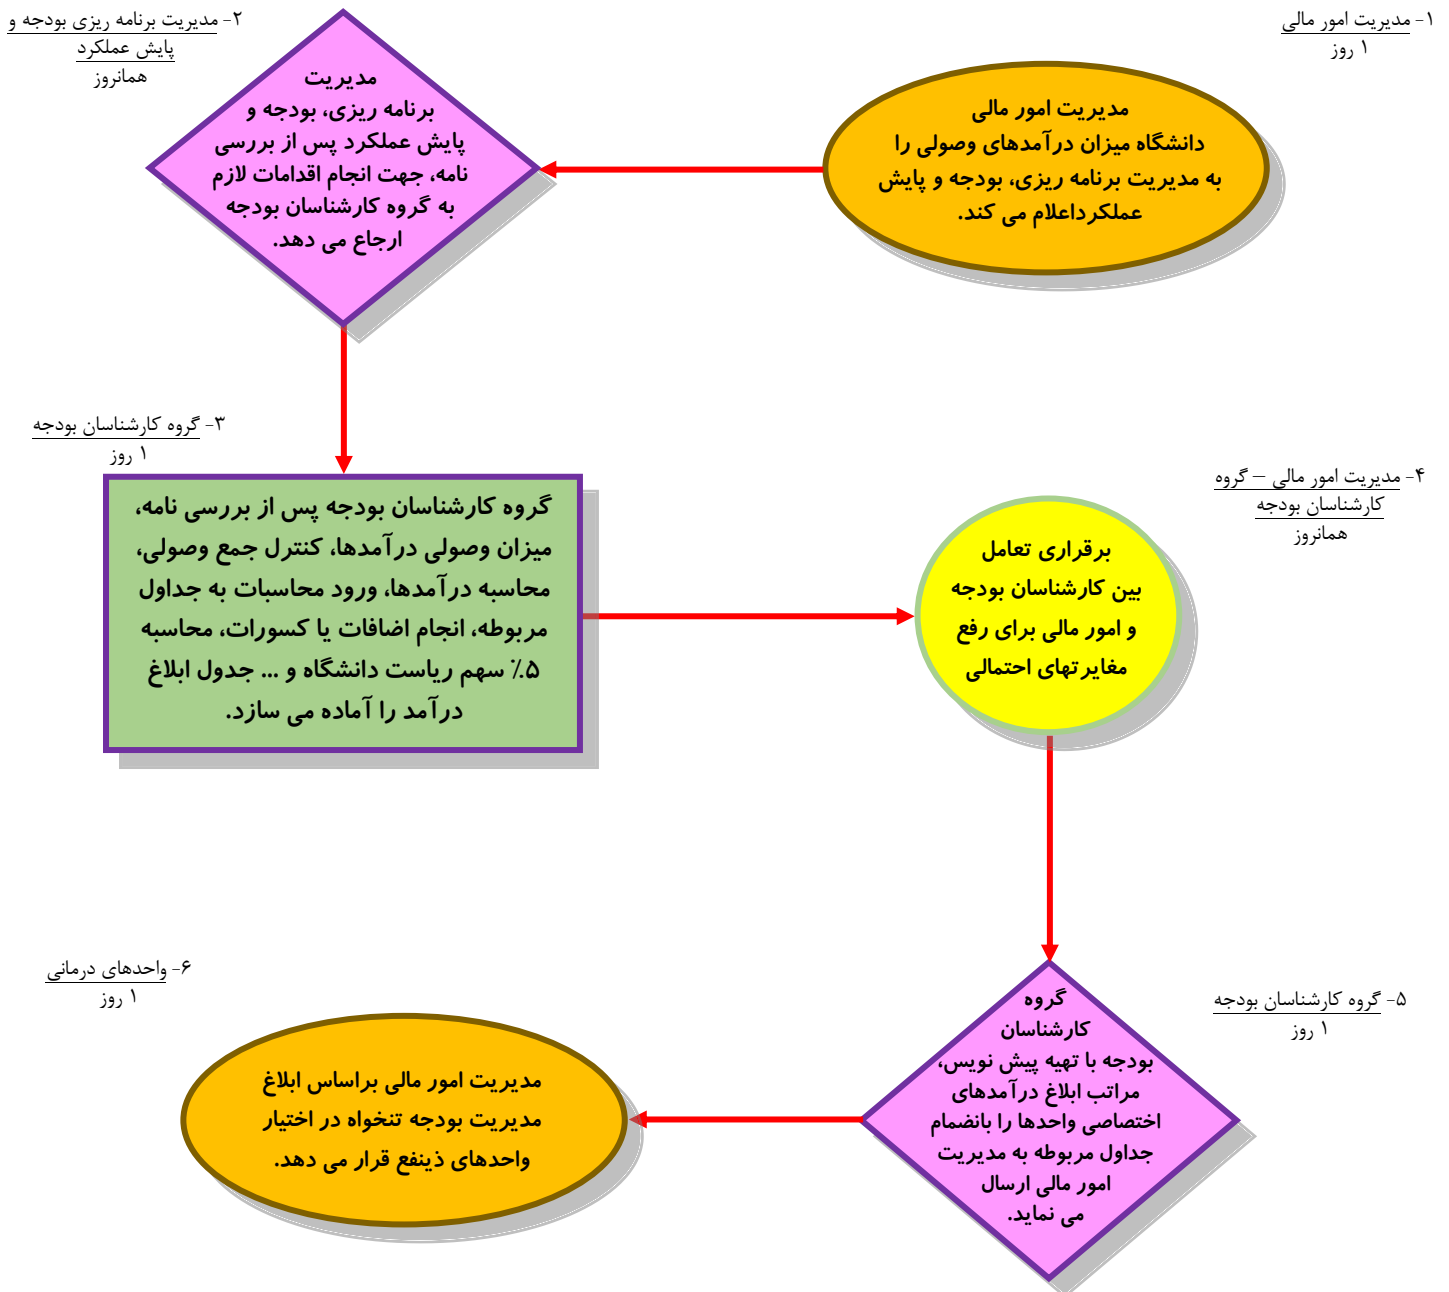 ۱- مدیریت امور مالی
۱ روز
مدیریت امور مالی
دانشگاه میزان درآمدهای وصولی را
به مدیریت برنامه ریزی، بودجه و پایش
عملکرداعلام می کند.
۲- مدیریت برنامه ریزی بودجه و
پایش عملکرد
همانروز
مدیریت
برنامه ریزی، بودجه و
پایش عملکرد پس از بررسی
نامه، جهت انجام اقدامات لازم
به گروه کارشناسان بودجه
ارجاع می دهد.
۳- گروه کارشناسان بودجه
۱ روز
گروه کارشناسان بودجه پس از بررسی نامه،
میزان وصولی درآمدها، کنترل جمع وصولی،
محاسبه درآمدها، ورود محاسبات به جداول
مربوطه، انجام اضافات یا کسورات، محاسبه
۵٪ سهم ریاست دانشگاه و ... جدول ابلاغ
درآمد را آماده می سازد.
۴- مدیریت امور مالی – گروه
کارشناسان بودجه
همانروز
برقراری تعامل
بین کارشناسان بودجه
و امور مالی برای رفع
مغایرتهای احتمالی
۵- گروه کارشناسان بودجه
۱ روز
گروه
کارشناسان
بودجه با تهیه پیش نویس،
مراتب ابلاغ درآمدهای
اختصاصی واحدها را بانضمام
جداول مربوطه به مدیریت
امور مالی ارسال
می نماید.
۶- واحدهای درمانی
۱ روز
مدیریت امور مالی براساس ابلاغ
مدیریت بودجه تنخواه در اختیار
واحدهای ذینفع قرار می دهد.